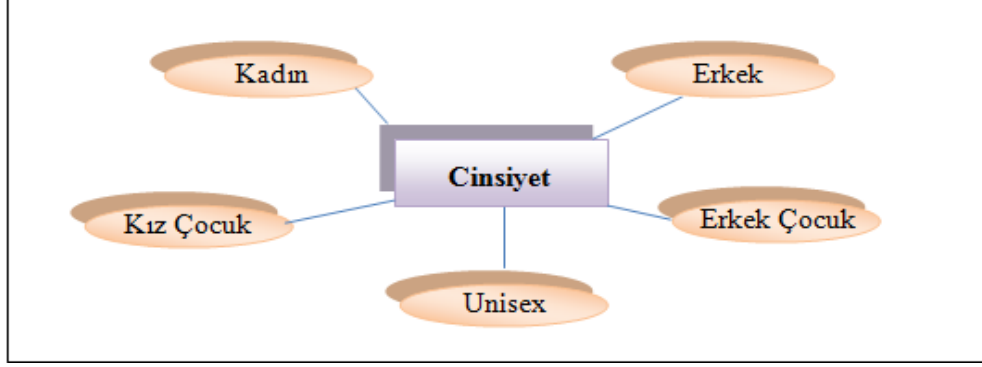 Kadın
Erkek
Cinsiyet
Kız Çocuk
Erkek Çocuk
Unisex